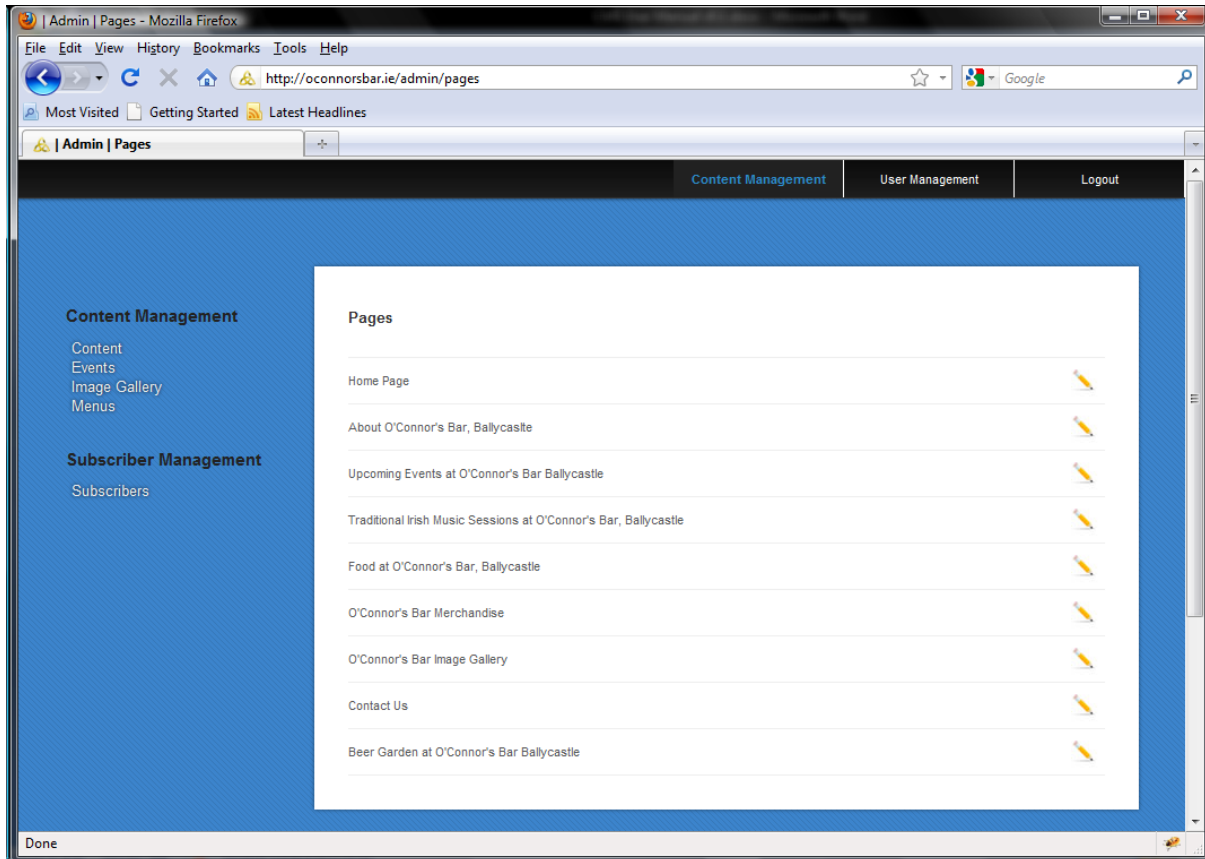 | Admin | Pages - Mozilla Firefox
File Edit View History Bookmarks Tools Help
http://oconnorsbar.ie/admin/pages
Google
Most Visited Getting Started Latest Headlines
| Admin | Pages
Content Management User Management Logout
Content Management
Content
Events
Image Gallery
Menus
Subscriber Management
Subscribers
Pages
Home Page
About O'Connor's Bar, Ballycaslte
Upcoming Events at O'Connor's Bar Ballycastle
Traditional Irish Music Sessions at O'Connor's Bar, Ballycastle
Food at O'Connor's Bar, Ballycastle
O'Connor's Bar Merchandise
O'Connor's Bar Image Gallery
Contact Us
Beer Garden at O'Connor's Bar Ballycastle
Done